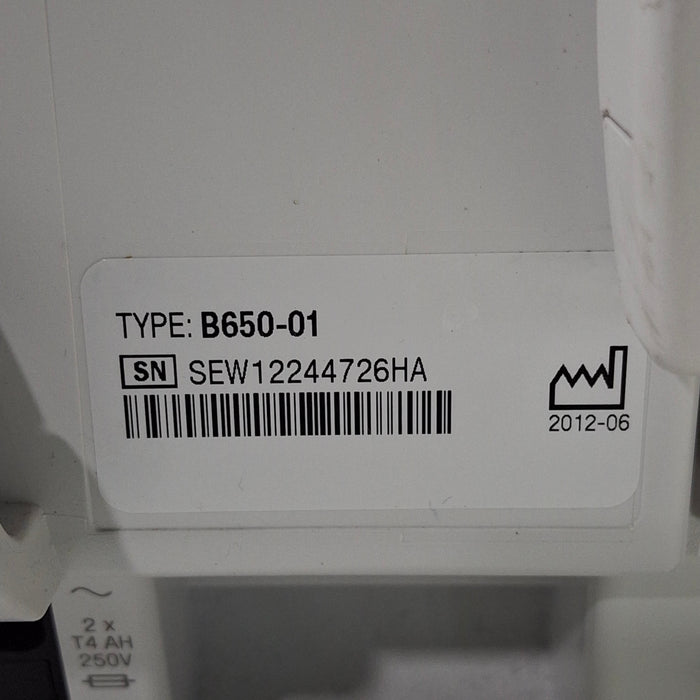 TYPE: B650-01
SN SEW12244726HA
2012-06
2 x
T4 AH
250V